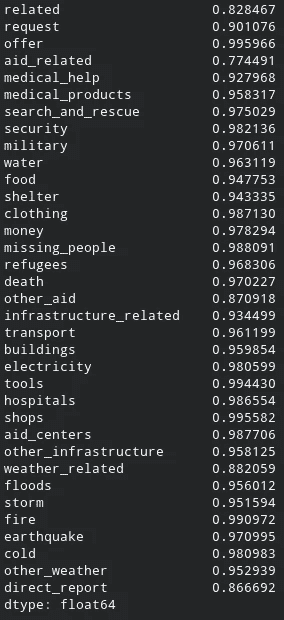 related 0.828467
request 0.901076
offer 0.995966
aid_related 0.774491
medical_help 0.927968
medical_products 0.958317
search_and_rescue 0.975029
security 0.982136
military 0.970611
water 0.963119
food 0.947753
shelter 0.943335
clothing 0.987130
money 0.978294
missing_people 0.988091
refugees 0.968306
death 0.970227
other_aid 0.870918
infrastructure_related 0.934499
transport 0.961199
buildings 0.959854
electricity 0.980599
tools 0.994430
hospitals 0.986554
shops 0.995582
aid_centers 0.987706
other_infrastructure 0.958125
weather_related 0.882059
floods 0.956012
storm 0.951594
fire 0.990972
earthquake 0.970995
cold 0.980983
other_weather 0.952939
direct_report 0.866692
dtype: float64